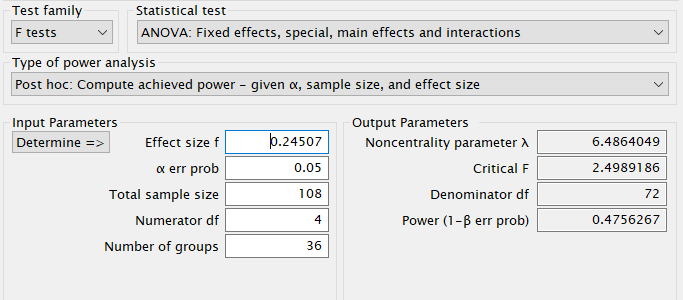 Test family Statistical test
F tests ANOVA: Fixed effects, special, main effects and interactions
Type of power analysis
Post hoc: Compute achieved power – given α, sample size, and effect size
Input Parameters Output Parameters
Determine => Effect size f 0.24507 Noncentrality parameter λ 6.4864049
α err prob 0.05 Critical F 2.4989186
Total sample size 108 Denominator df 72
Numerator df 4 Power (1-β err prob) 0.4756267
Number of groups 36